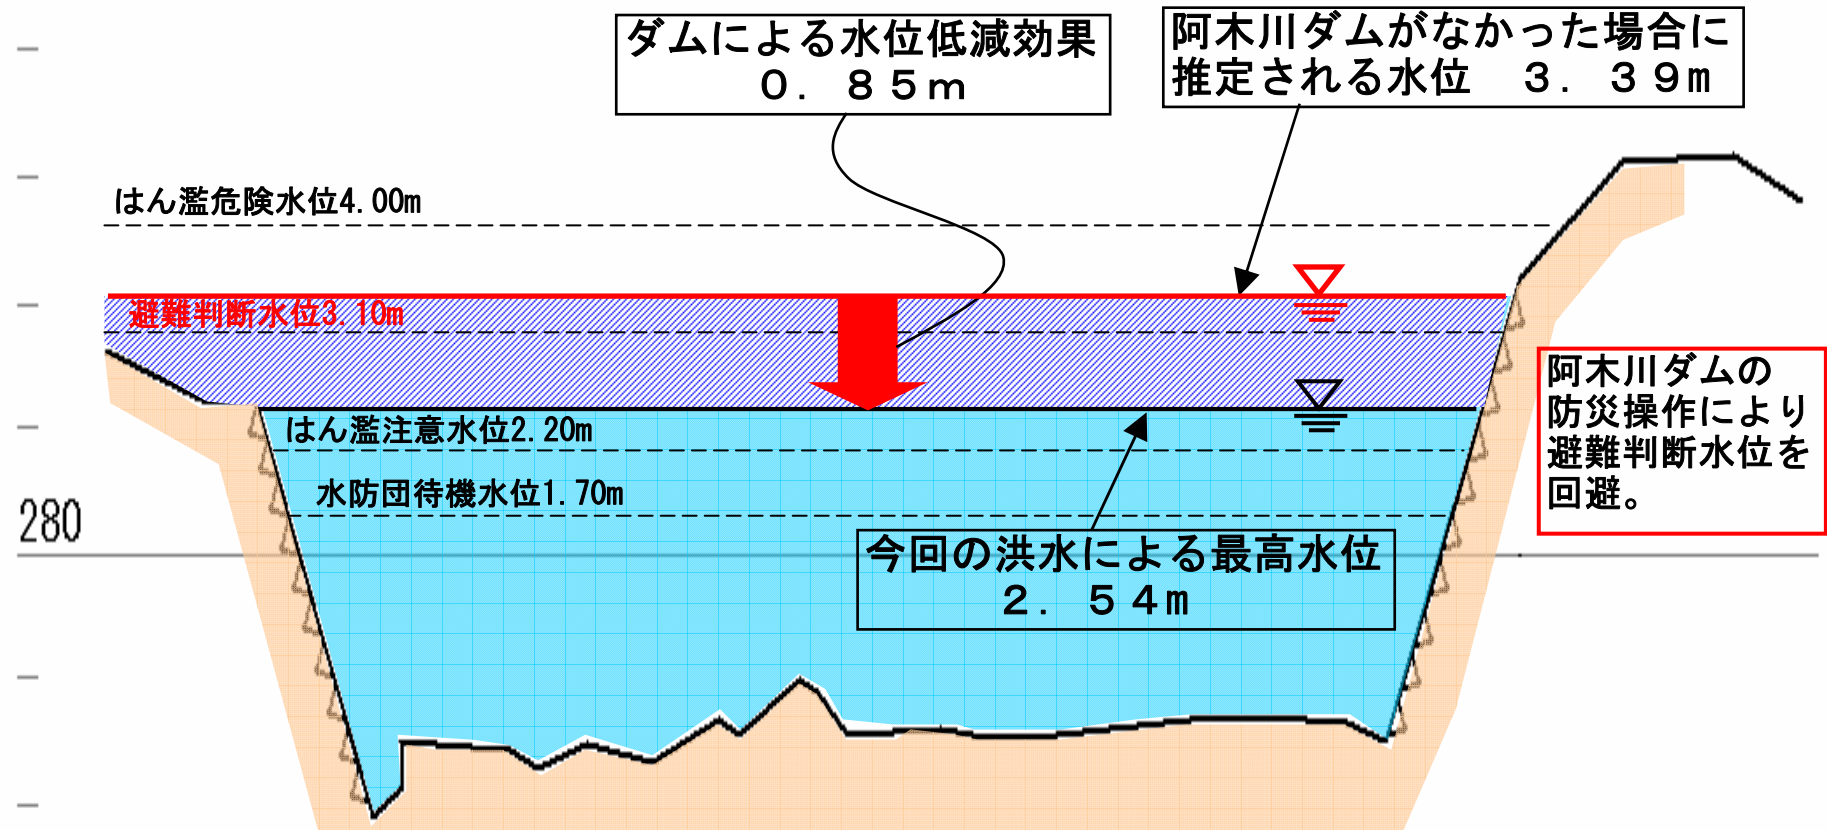 ダムによる水位低減効果
０．８５ｍ
阿木川ダムがなかった場合に
推定される水位　３．３９ｍ
はん濫危険水位4.00m
避難判断水位3.10m
はん濫注意水位2.20m
水防団待機水位1.70m
280
今回の洪水による最高水位
２．５４ｍ
阿木川ダムの
防災操作により
避難判断水位を
回避。